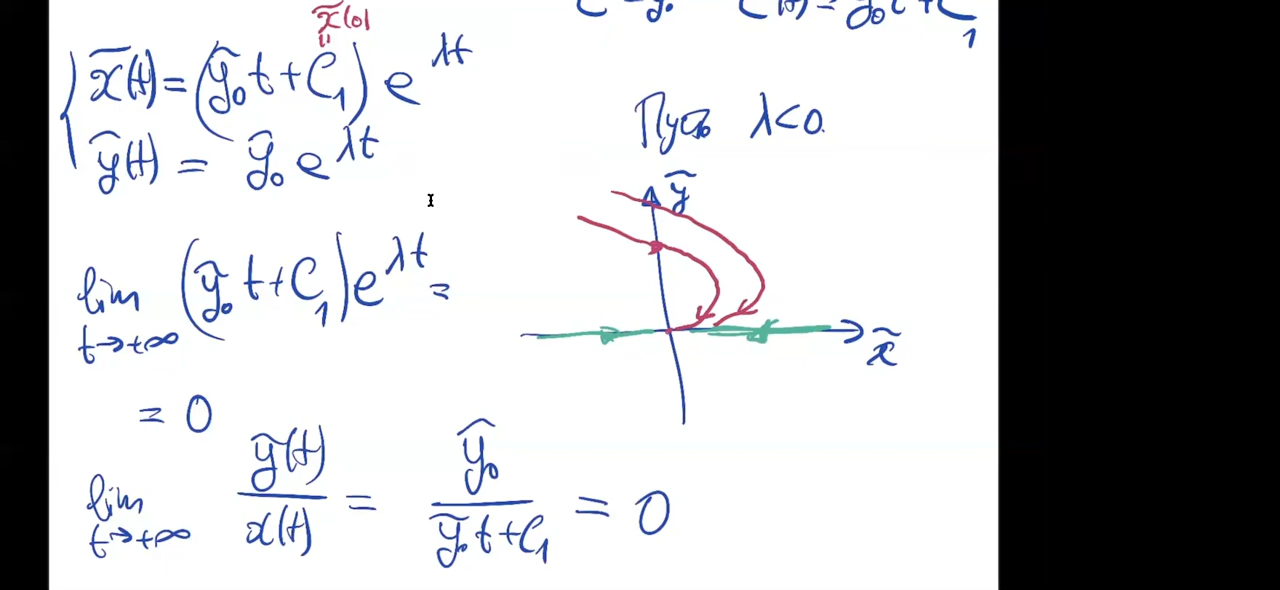 x̃(0)
"
x̃(t) = (ỹ₀t + C₁) e^{λt}
ỹ(t) = ỹ₀ e^{λt}
Пусть λ<0.
ỹ
lim t→+∞ (ỹ₀t + C₁) e^{λt} =
x̃
= 0
lim t→+∞ ỹ(t)/x(t) = ỹ₀/(ỹ₀t + C₁) = 0